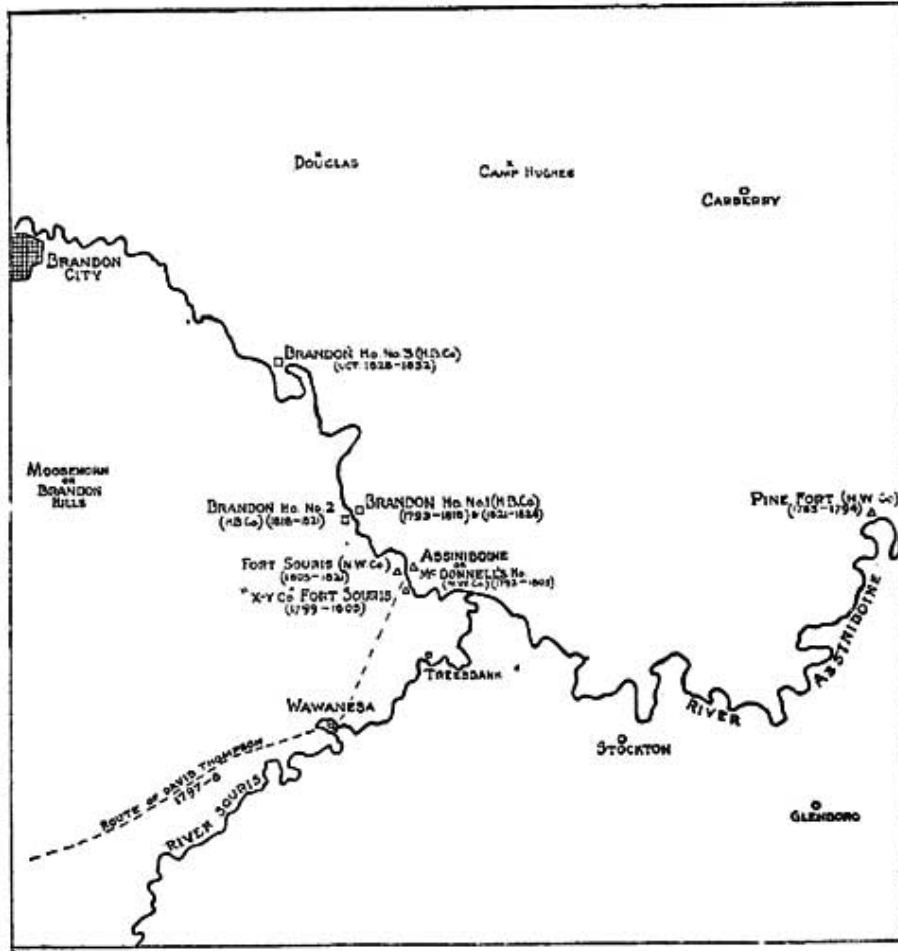 DOUGLAS
CAMP HUGHES
CARBERRY
BRANDON
CITY
BRANDON HO. NO. 3 (H.B.CO)
(OCT. 1828-1832)
MOOSEHORN
OR
BRANDON
HILLS
BRANDON HO. NO. 2
(H.B.CO) (1818-1821)
BRANDON HO. NO. 1 (H.B.CO)
(1793-1818) & (1821-1824)
PINE FORT (N.W. CO)
(1785-1794)
FORT SOURIS (N.W.CO)
(1805-1821)
ASSINIBOINE
OR
MCDONNELL'S HO.
(N.W.CO)
"X-Y CO" FORT SOURIS
(1799-1805)
TREESBANK
WAWANESA
ROUTE OF DAVID THOMPSON
1797-8
RIVER SOURIS
RIVER
ASSINIBOINE
STOCKTON
GLENBORO